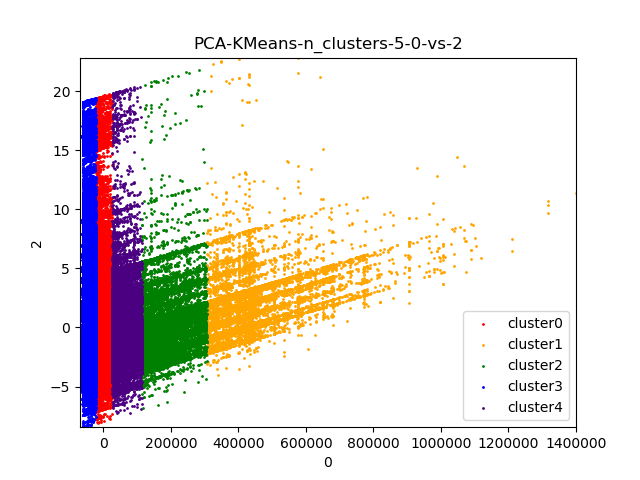 PCA-KMeans-n_clusters-5-0-vs-2
20
15
10
5
0
−5
2
0 200000 400000 600000 800000 1000000 1200000 1400000
0
cluster0
cluster1
cluster2
cluster3
cluster4